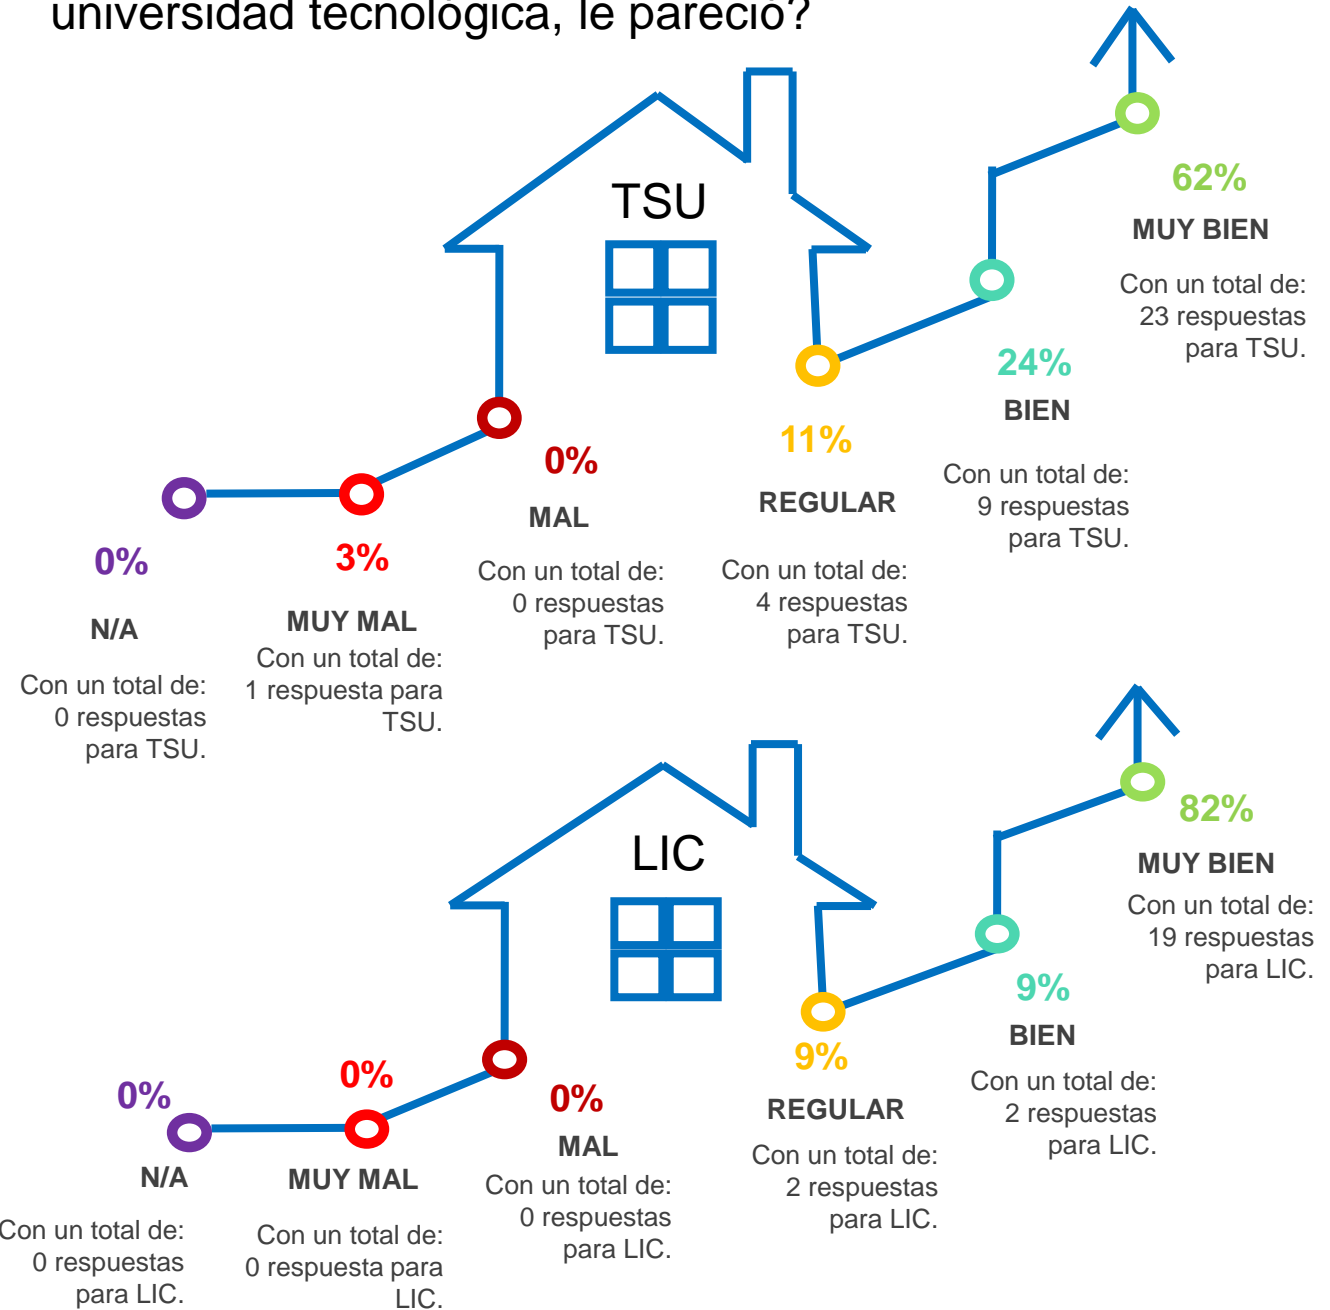 universidad tecnológica, le pareció?
TSU
62%
MUY BIEN
Con un total de:
23 respuestas
para TSU.
24%
BIEN
Con un total de:
9 respuestas
para TSU.
11%
REGULAR
Con un total de:
4 respuestas
para TSU.
0%
MAL
Con un total de:
0 respuestas
para TSU.
3%
MUY MAL
Con un total de:
1 respuesta para
TSU.
0%
N/A
Con un total de:
0 respuestas
para TSU.
LIC
82%
MUY BIEN
Con un total de:
19 respuestas
para LIC.
9%
BIEN
Con un total de:
2 respuestas
para LIC.
9%
REGULAR
Con un total de:
2 respuestas
para LIC.
0%
MAL
Con un total de:
0 respuestas
para LIC.
0%
MUY MAL
Con un total de:
0 respuesta para
LIC.
0%
N/A
Con un total de:
0 respuestas
para LIC.